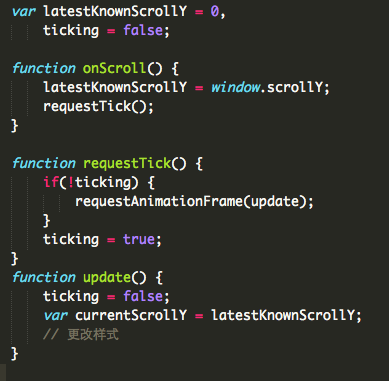 var latestKnownScrollY = 0,
    ticking = false;

function onScroll() {
    latestKnownScrollY = window.scrollY;
    requestTick();
}

function requestTick() {
    if(!ticking) {
        requestAnimationFrame(update);
    }
    ticking = true;
}
function update() {
    ticking = false;
    var currentScrollY = latestKnownScrollY;
    // 更改样式
}